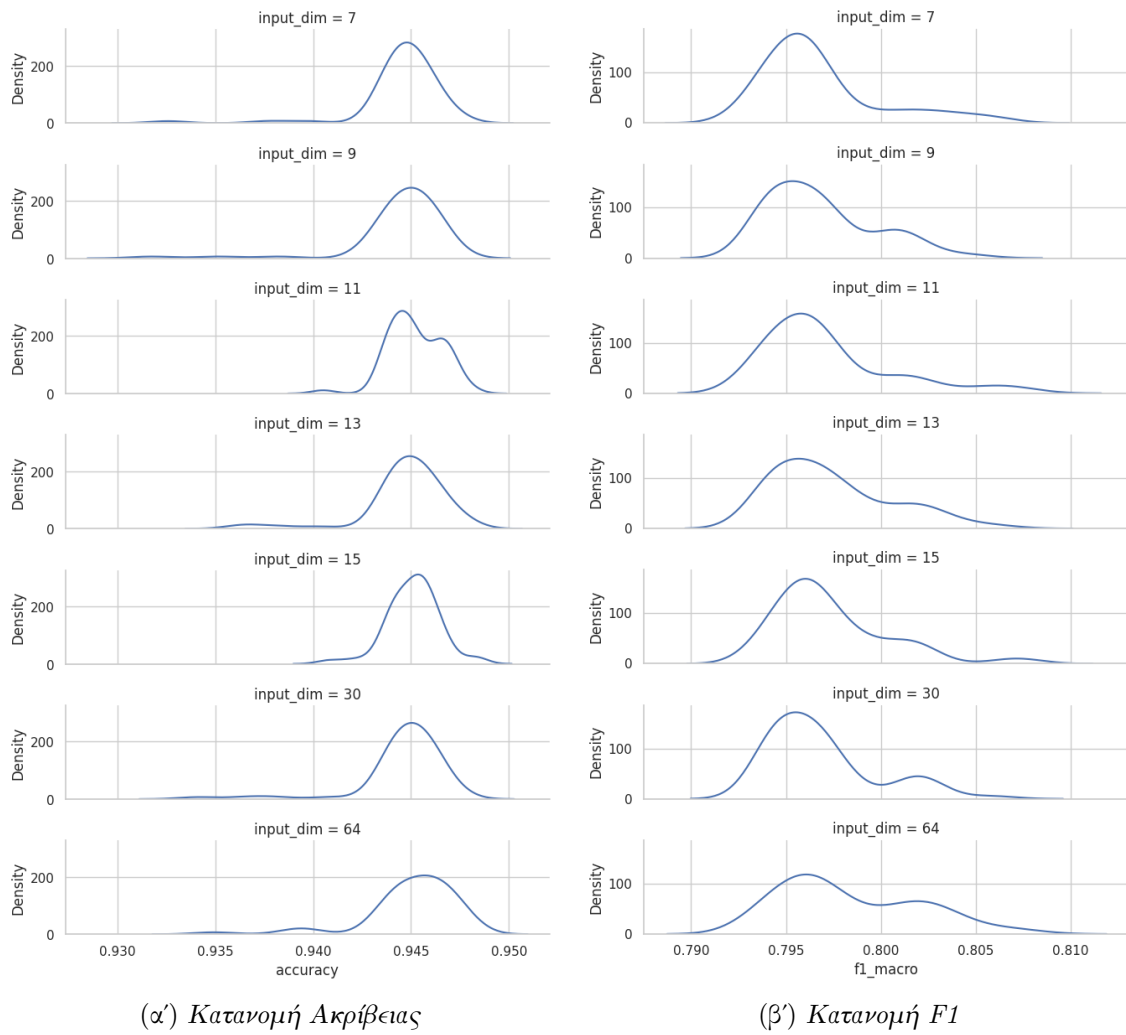 input_dim = 7
Density
200
0
input_dim = 9
Density
200
0
input_dim = 11
Density
200
0
input_dim = 13
Density
200
0
input_dim = 15
Density
200
0
input_dim = 30
Density
200
0
input_dim = 64
Density
200
0
0.930 0.935 0.940 0.945 0.950
accuracy
(α΄) Κατανομή Ακρίβειας
input_dim = 7
Density
100
0
input_dim = 9
Density
100
0
input_dim = 11
Density
100
0
input_dim = 13
Density
100
0
input_dim = 15
Density
100
0
input_dim = 30
Density
100
0
input_dim = 64
Density
100
0
0.790 0.795 0.800 0.805 0.810
f1_macro
(β΄) Κατανομή F1